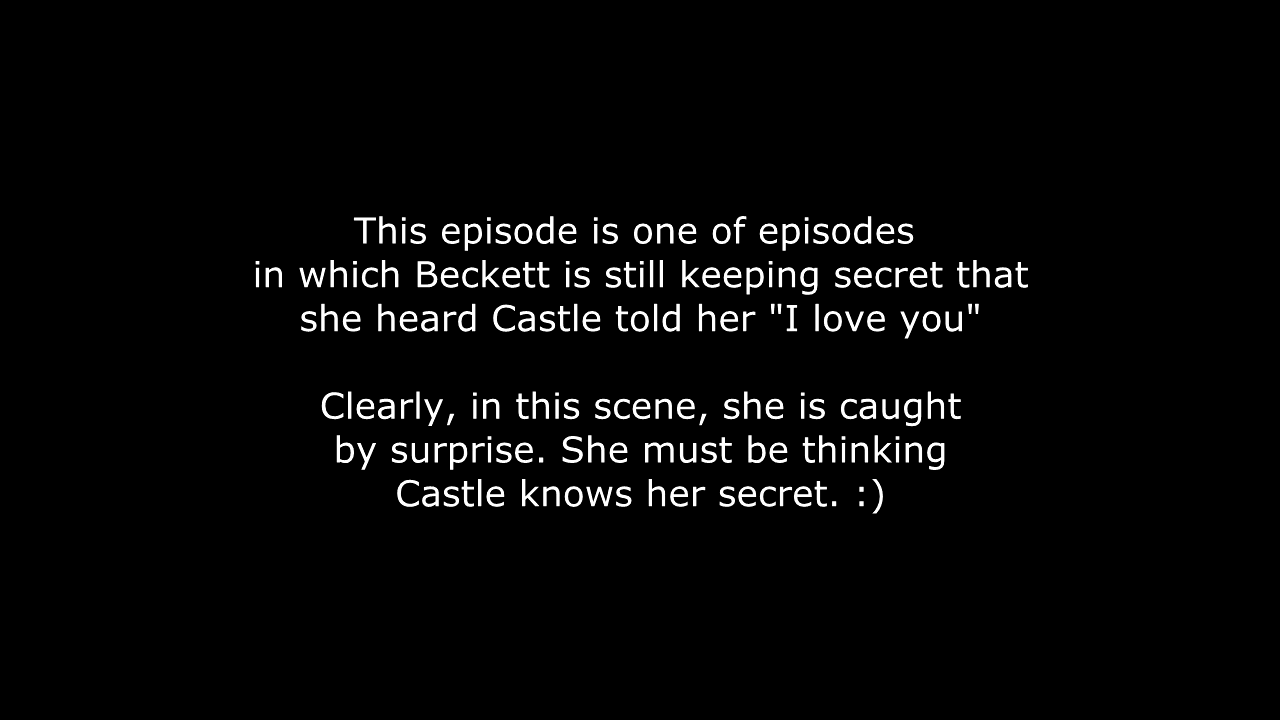 This episode is one of episodes
in which Beckett is still keeping secret that
she heard Castle told her "I love you"
Clearly, in this scene, she is caught
by surprise. She must be thinking
Castle knows her secret. :)